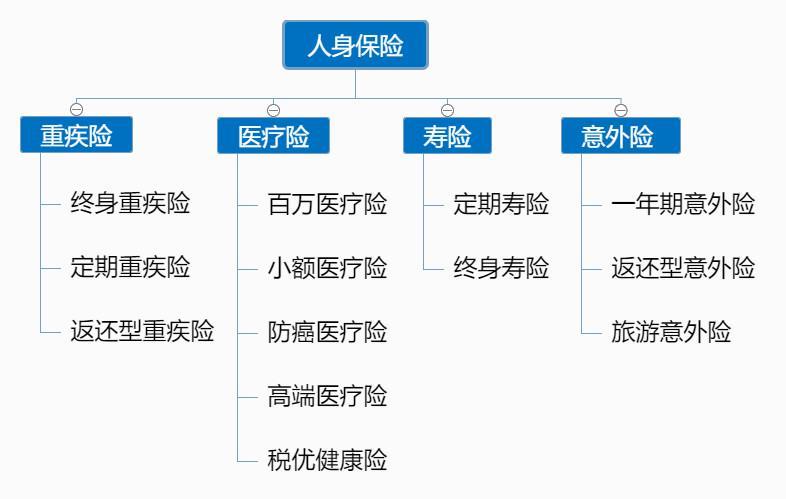 人身保险
重疾险
终身重疾险
定期重疾险
返还型重疾险
医疗险
百万医疗险
小额医疗险
防癌医疗险
高端医疗险
税优健康险
寿险
定期寿险
终身寿险
意外险
一年期意外险
返还型意外险
旅游意外险